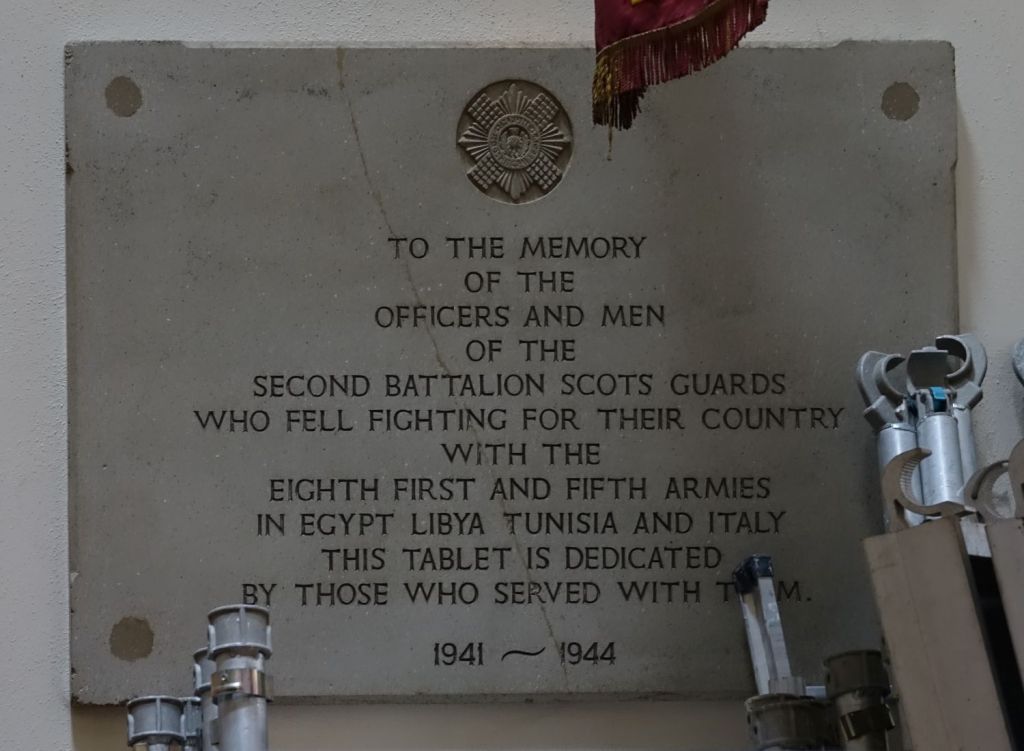 TO THE MEMORY
OF THE
OFFICERS AND MEN
OF THE
SECOND BATTALION SCOTS GUARDS
WHO FELL FIGHTING FOR THEIR COUNTRY
WITH THE
EIGHTH FIRST AND FIFTH ARMIES
IN EGYPT LIBYA TUNISIA AND ITALY
THIS TABLET IS DEDICATED
BY THOSE WHO SERVED WITH
1941 ~ 1944